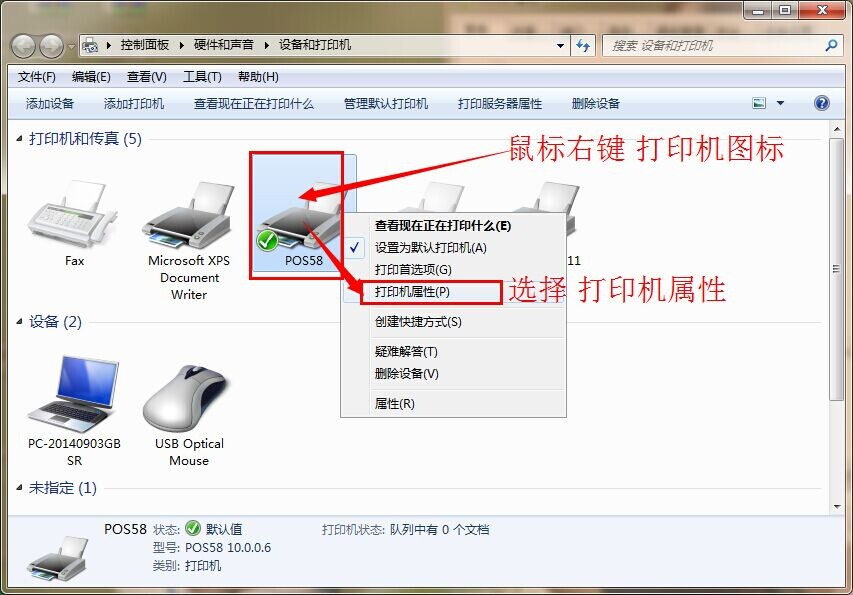 控制面板 ▸ 硬件和声音 ▸ 设备和打印机
搜索 设备和打印机
文件(F) 编辑(E) 查看(V) 工具(T) 帮助(H)
添加设备 添加打印机 查看现在正在打印什么 管理默认打印机 打印服务器属性 删除设备
打印机和传真 (5)
鼠标右键 打印机图标
Fax
Microsoft XPS
Document
Writer
POS58
11
查看现在正在打印什么(E)
设置为默认打印机(A)
打印首选项(G)
打印机属性(P)
选择 打印机属性
创建快捷方式(S)
疑难解答(T)
删除设备(V)
属性(R)
设备 (2)
PC-20140903GB
SR
USB Optical
Mouse
未指定 (1)
POS58 状态: 默认值 打印机状态: 队列中有 0 个文档
型号: POS58 10.0.0.6
类别: 打印机